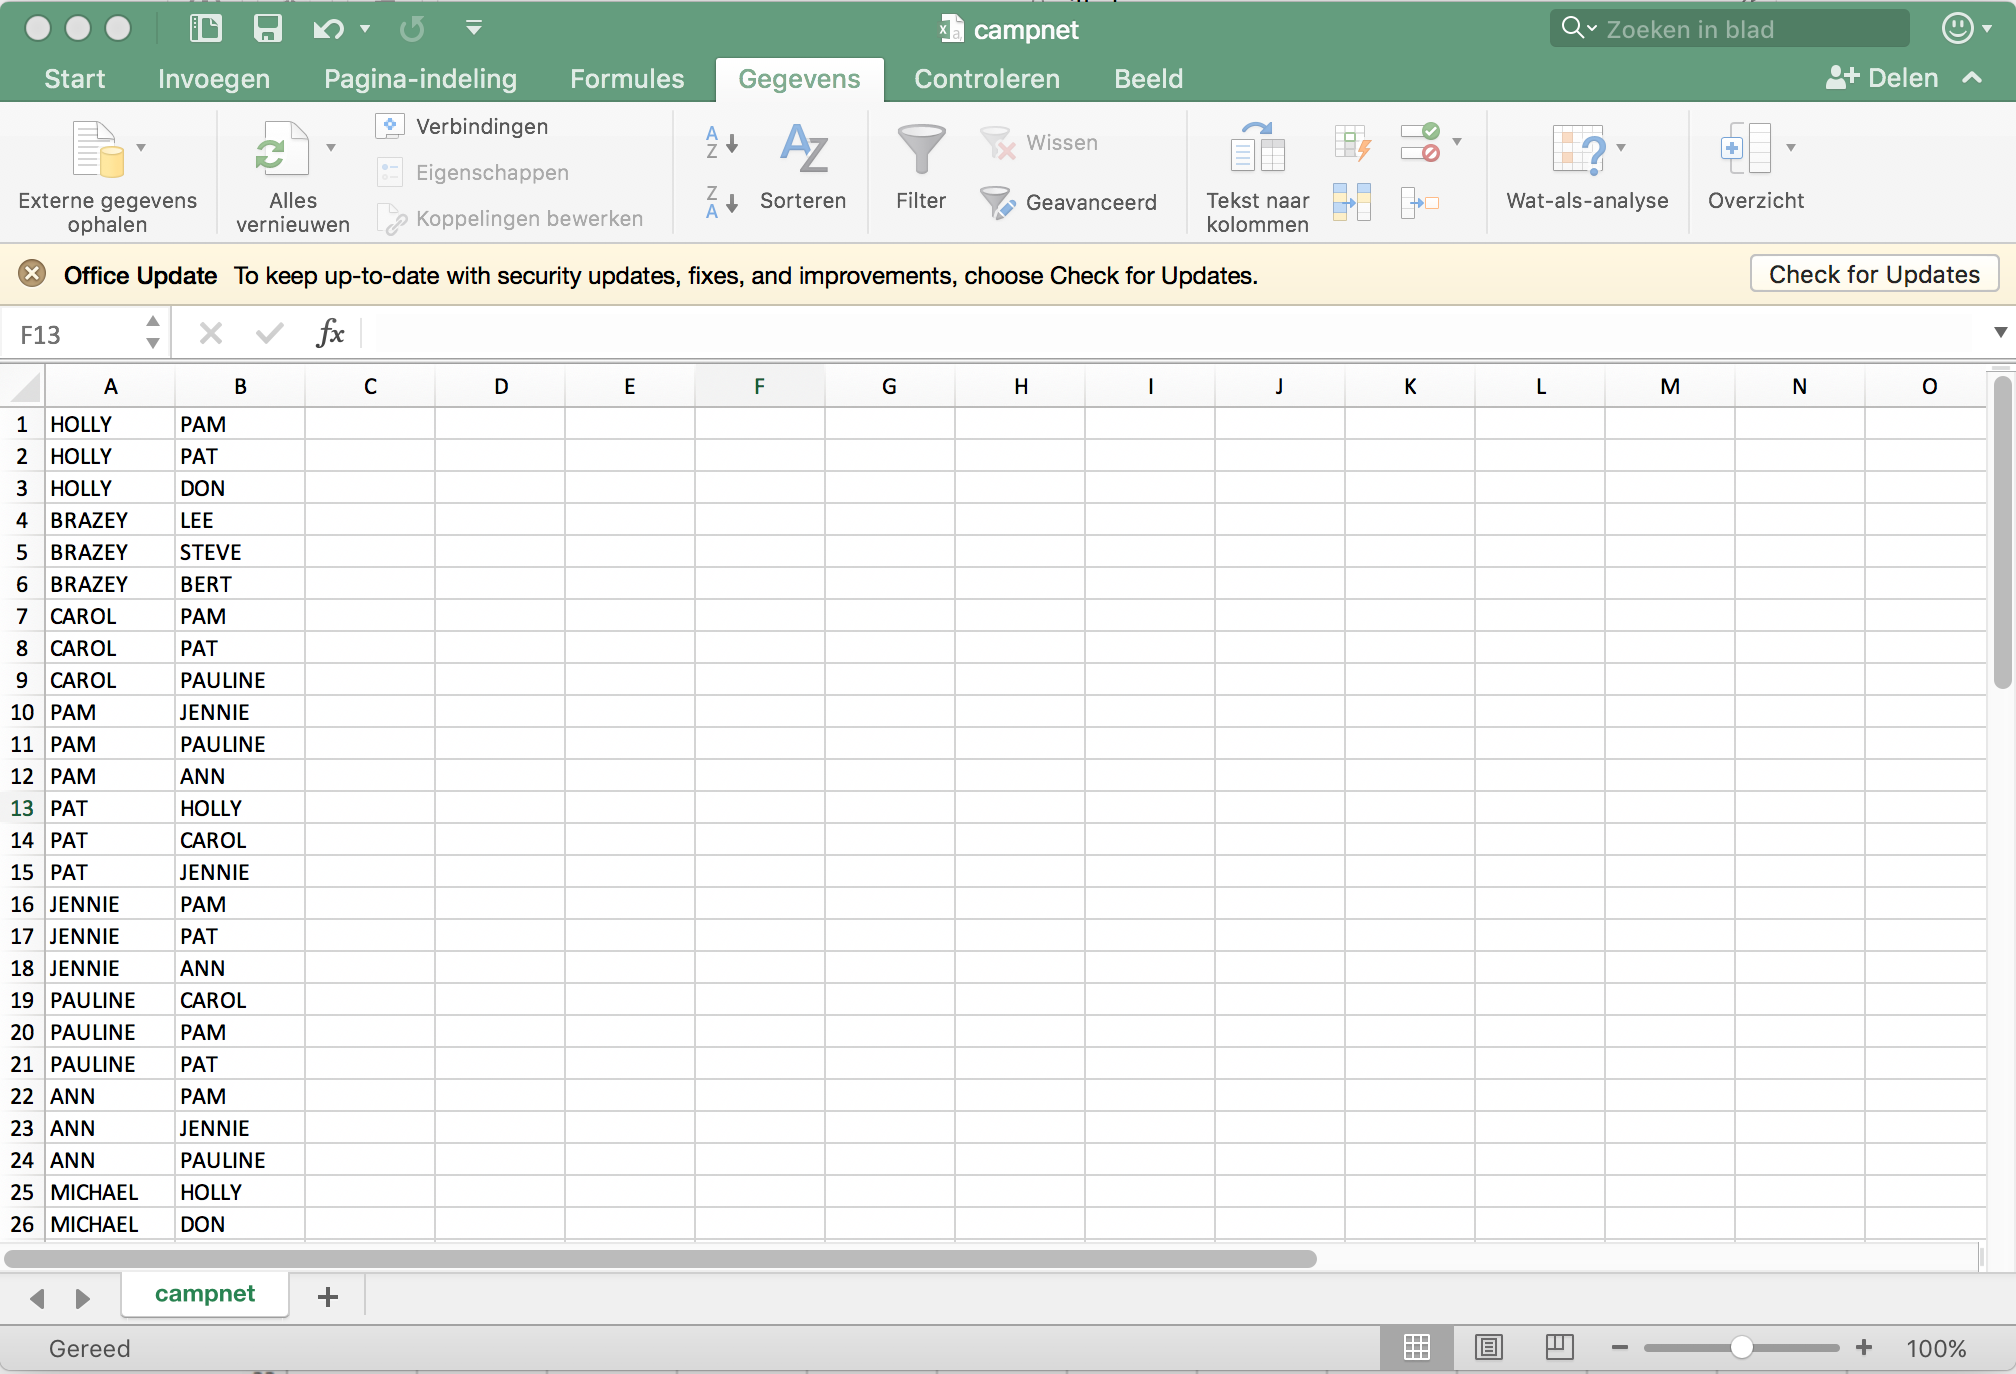 campnet
Zoeken in blad
Start Invoegen Pagina-indeling Formules Gegevens Controleren Beeld Delen
Externe gegevens ophalen
Alles vernieuwen
Verbindingen
Eigenschappen
Koppelingen bewerken
Sorteren
Filter
Wissen
Geavanceerd
Tekst naar kolommen
Wat-als-analyse
Overzicht
Office Update To keep up-to-date with security updates, fixes, and improvements, choose Check for Updates. Check for Updates
F13 fx
A B C D E F G H I J K L M N O
1 HOLLY PAM
2 HOLLY PAT
3 HOLLY DON
4 BRAZEY LEE
5 BRAZEY STEVE
6 BRAZEY BERT
7 CAROL PAM
8 CAROL PAT
9 CAROL PAULINE
10 PAM JENNIE
11 PAM PAULINE
12 PAM ANN
13 PAT HOLLY
14 PAT CAROL
15 PAT JENNIE
16 JENNIE PAM
17 JENNIE PAT
18 JENNIE ANN
19 PAULINE CAROL
20 PAULINE PAM
21 PAULINE PAT
22 ANN PAM
23 ANN JENNIE
24 ANN PAULINE
25 MICHAEL HOLLY
26 MICHAEL DON
campnet
Gereed 100%